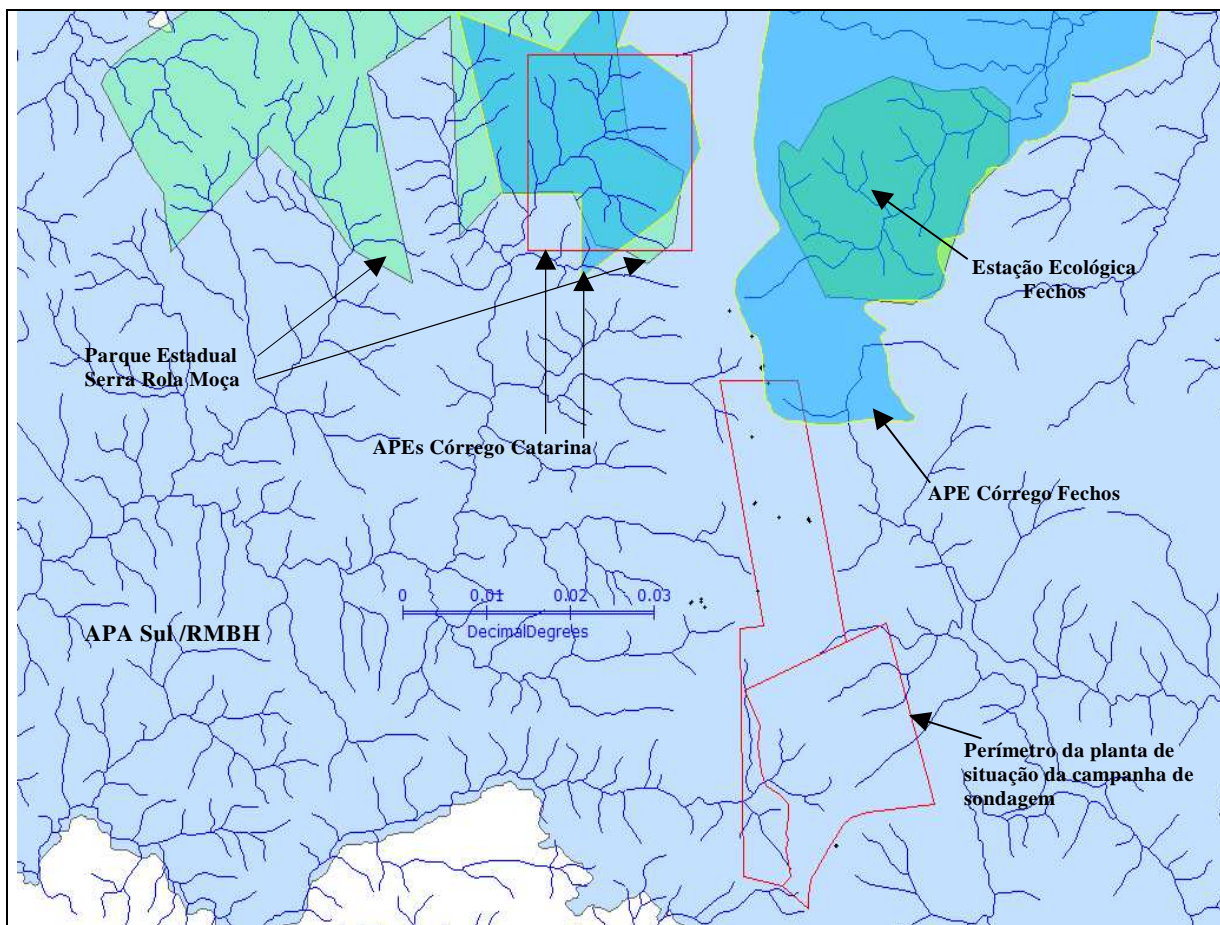 Estação Ecológica
Fechos
Parque Estadual
Serra Rola Moça
APEs Córrego Catarina
APE Córrego Fechos
0 0.01 0.02 0.03
DecimalDegrees
APA Sul /RMBH
Perímetro da planta de
situação da campanha de
sondagem